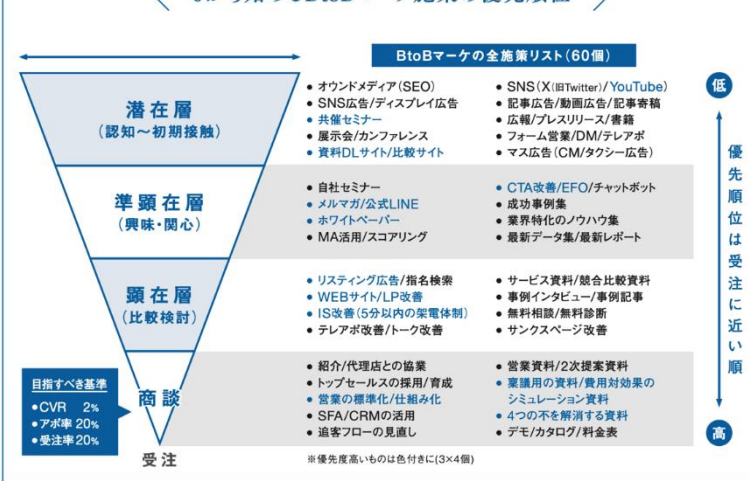 BtoBマーケの全施策リスト(60個)
潜在層
(認知〜初期接触)
• オウンドメディア(SEO)
• SNS広告/ディスプレイ広告
• 共催セミナー
• 展示会/カンファレンス
• 資料DLサイト/比較サイト
• SNS(X(旧Twitter)/YouTube)
• 記事広告/動画広告/記事寄稿
• 広報/プレスリリース/書籍
• フォーム営業/DM/テレアポ
• マス広告(CM/タクシー広告)
準顕在層
(興味・関心)
• 自社セミナー
• メルマガ/公式LINE
• ホワイトペーパー
• MA活用/スコアリング
• CTA改善/EFO/チャットボット
• 成功事例集
• 業界特化のノウハウ集
• 最新データ集/最新レポート
顕在層
(比較検討)
• リスティング広告/指名検索
• WEBサイト/LP改善
• IS改善(5分以内の架電体制)
• テレアポ改善/トーク改善
• サービス資料/競合比較資料
• 事例インタビュー/事例記事
• 無料相談/無料診断
• サンクスページ改善
商談
• 紹介/代理店との協業
• トップセールスの採用/育成
• 営業の標準化/仕組み化
• SFA/CRMの活用
• 追客フローの見直し
• 営業資料/2次提案資料
• 稟議用の資料/費用対効果の
シミュレーション資料
• 4つの不を解消する資料
• デモ/カタログ/料金表
受注
目指すべき基準
•CVR 2%
•アポ率 20%
•受注率 20%
※優先度高いものは色付きに(3×4個)
低
優先順位は受注に近い順
高